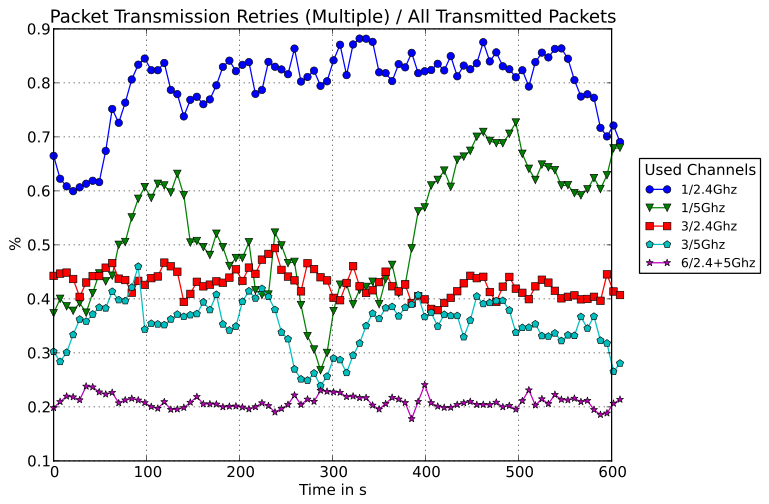 Packet Transmission Retries (Multiple) / All Transmitted Packets
0.9
0.8
0.7
0.6
0.5
0.4
0.3
0.2
0.1
%
0 100 200 300 400 500 600
Time in s
Used Channels
1/2.4Ghz
1/5Ghz
3/2.4Ghz
3/5Ghz
6/2.4+5Ghz